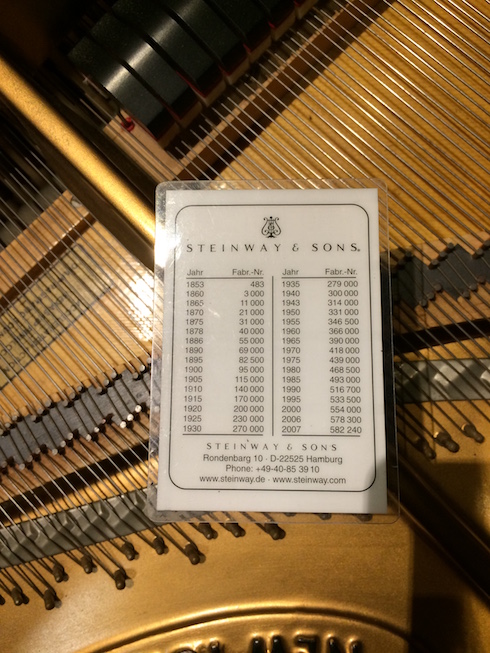 STEINWAY & SONS
Jahr Fabr.-Nr. Jahr Fabr.-Nr.
1853 483 1935 279 000
1860 3 000 1940 300 000
1865 11 000 1943 314 000
1870 21 000 1950 331 000
1875 31 000 1955 346 500
1878 40 000 1960 366 000
1886 55 000 1965 390 000
1890 69 000 1970 418 000
1895 82 500 1975 439 000
1900 95 000 1980 468 500
1905 115 000 1985 493 000
1910 140 000 1990 516 700
1915 170 000 1995 533 500
1920 200 000 2000 554 000
1925 230 000 2006 578 300
1930 270 000 2007 582 240
STEINWAY & SONS
Rondenbarg 10 · D-22525 Hamburg
Phone: +49-40-85 39 10
www.steinway.de · www.steinway.com